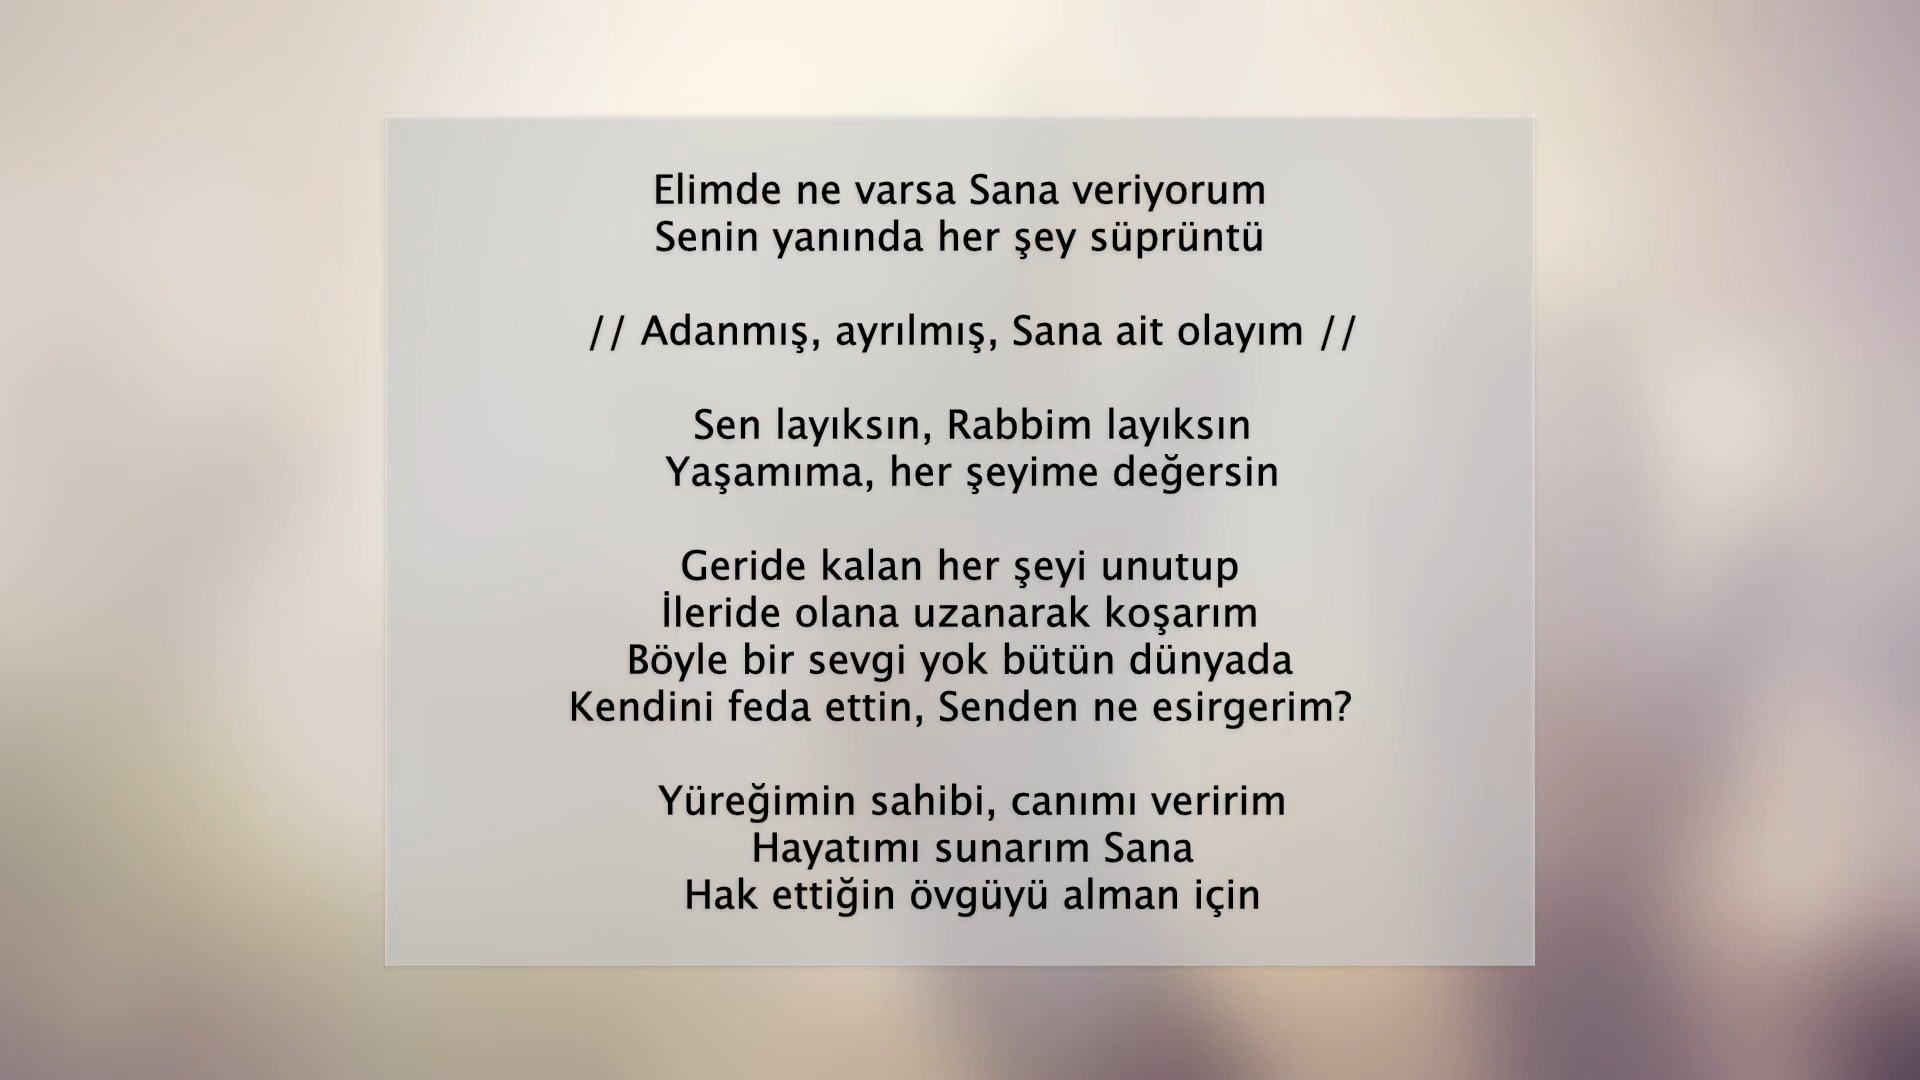 Elimde ne varsa Sana veriyorum
Senin yanında her şey süprüntü
// Adanmış, ayrılmış, Sana ait olayım //
Sen layıksın, Rabbim layıksın
Yaşamıma, her şeyime değersin
Geride kalan her şeyi unutup
İleride olana uzanarak koşarım
Böyle bir sevgi yok bütün dünyada
Kendini feda ettin, Senden ne esirgerim?
Yüreğimin sahibi, canımı veririm
Hayatımı sunarım Sana
Hak ettiğin övgüyü alman için